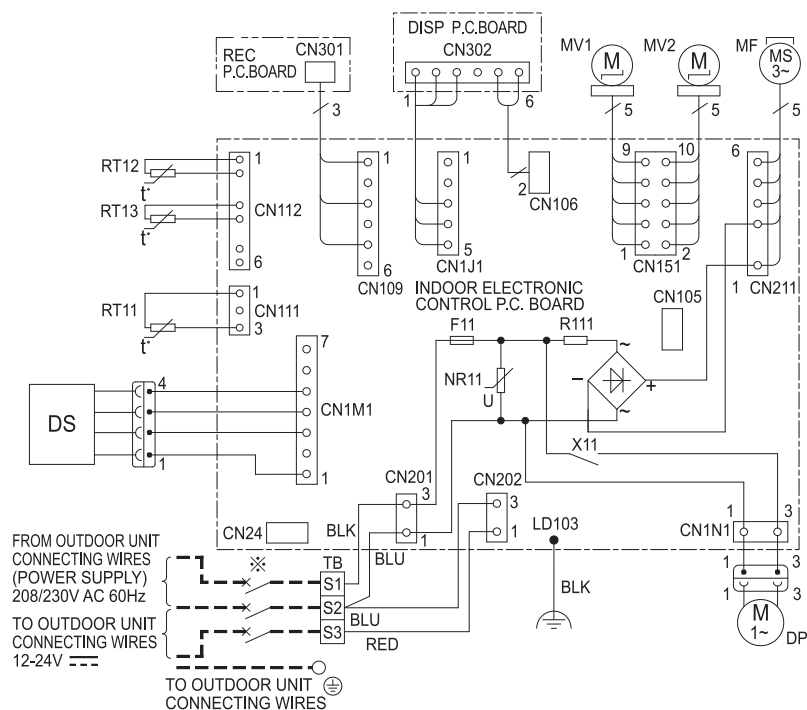 DISP P.C.BOARD
CN302
1
6
REC
P.C.BOARD
CN301
3
MV1
M
5
MV2
M
5
MF
MS
3~
5
RT12
t°
RT13
t°
1
CN112
6
RT11
t°
1
CN111
3
1
6
CN109
1
5
CN1J1
2
CN106
9
10
1
2
CN151
6
1
CN211
INDOOR ELECTRONIC
CONTROL P.C. BOARD
CN105
F11
R111
NR11
U
~
−
+
~
X11
7
CN1M1
1
DS
4
1
CN201
3
1
CN202
3
1
CN24
BLK
BLU
LD103
BLK
1
3
CN1N1
1
3
1
3
M
1~
DP
FROM OUTDOOR UNIT
CONNECTING WIRES
(POWER SUPPLY)
208/230V AC 60Hz
※
TB
S1
S2
S3
BLU
RED
TO OUTDOOR UNIT
CONNECTING WIRES
12-24V
TO OUTDOOR UNIT
CONNECTING WIRES